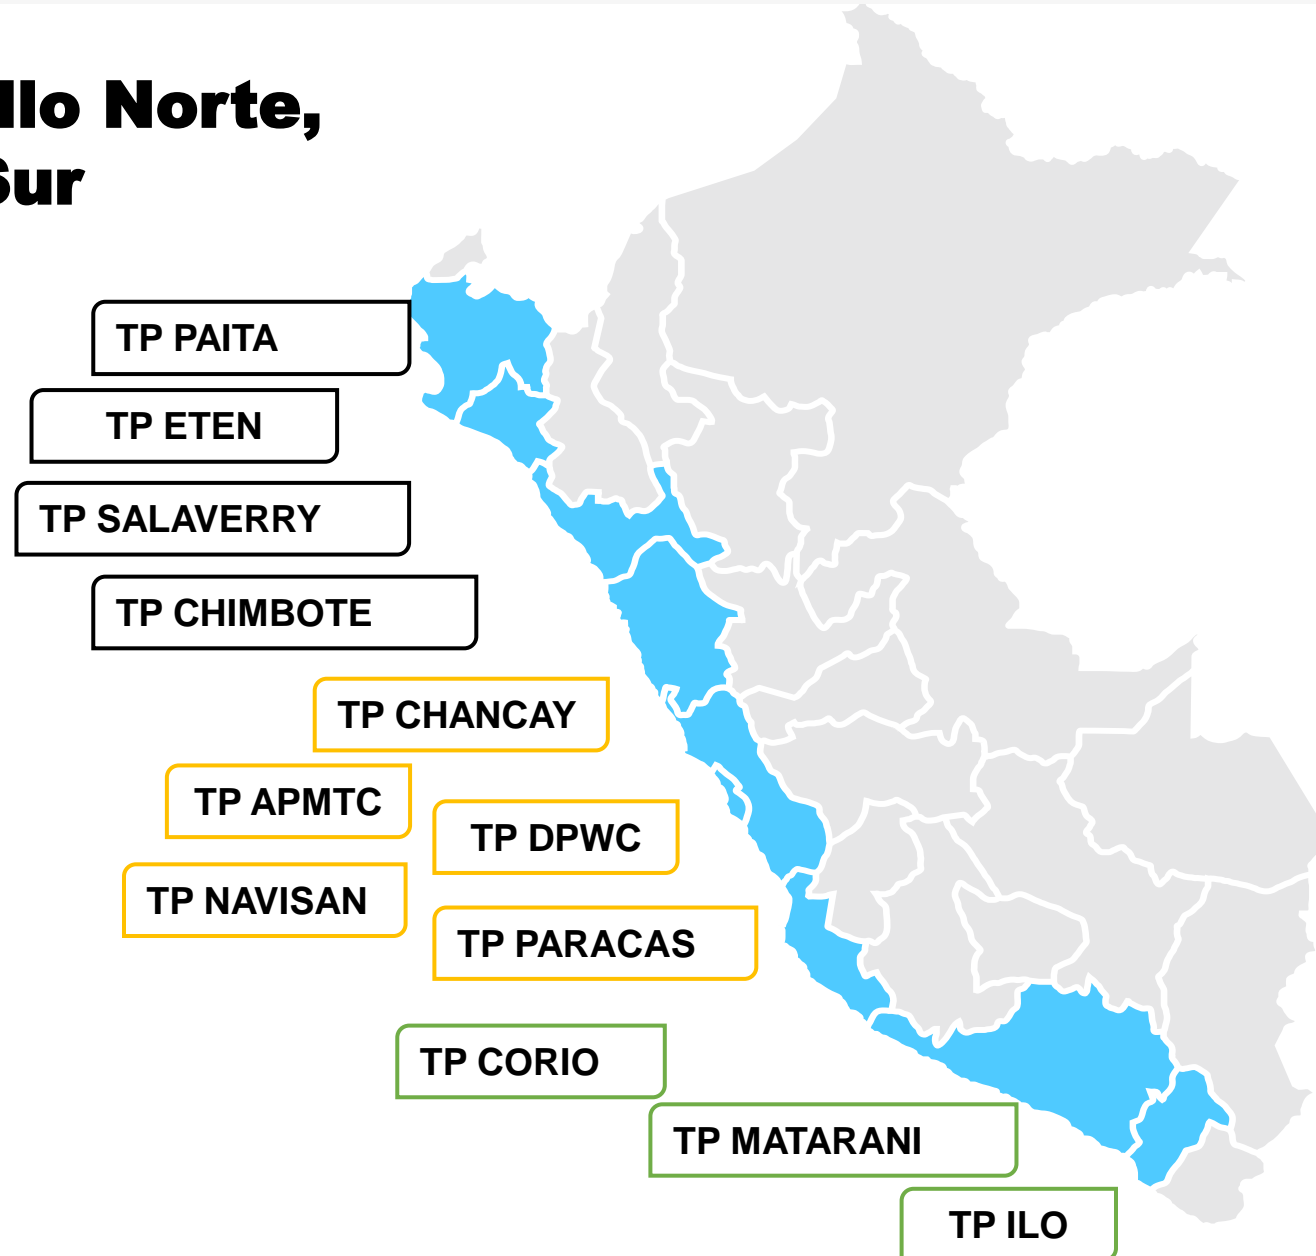 llo Norte,
Sur
TP PAITA
TP ETEN
TP SALAVERRY
TP CHIMBOTE
TP CHANCAY
TP APMTC
TP DPWC
TP NAVISAN
TP PARACAS
TP CORIO
TP MATARANI
TP ILO